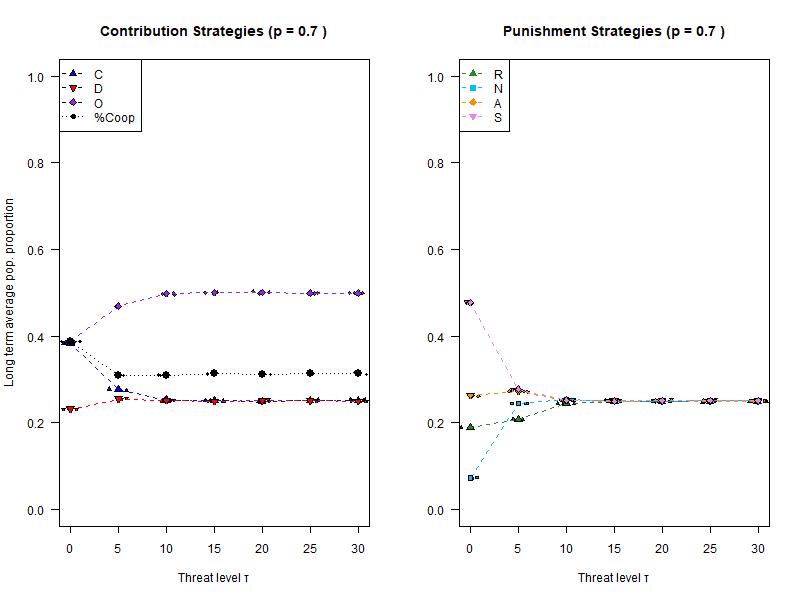 Contribution Strategies (p = 0.7 )
Long term average pop. proportion
1.0
0.8
0.6
0.4
0.2
0.0
C
D
O
%Coop
0 5 10 15 20 25 30
Threat level τ
Punishment Strategies (p = 0.7 )
1.0
0.8
0.6
0.4
0.2
0.0
R
N
A
S
0 5 10 15 20 25 30
Threat level τ